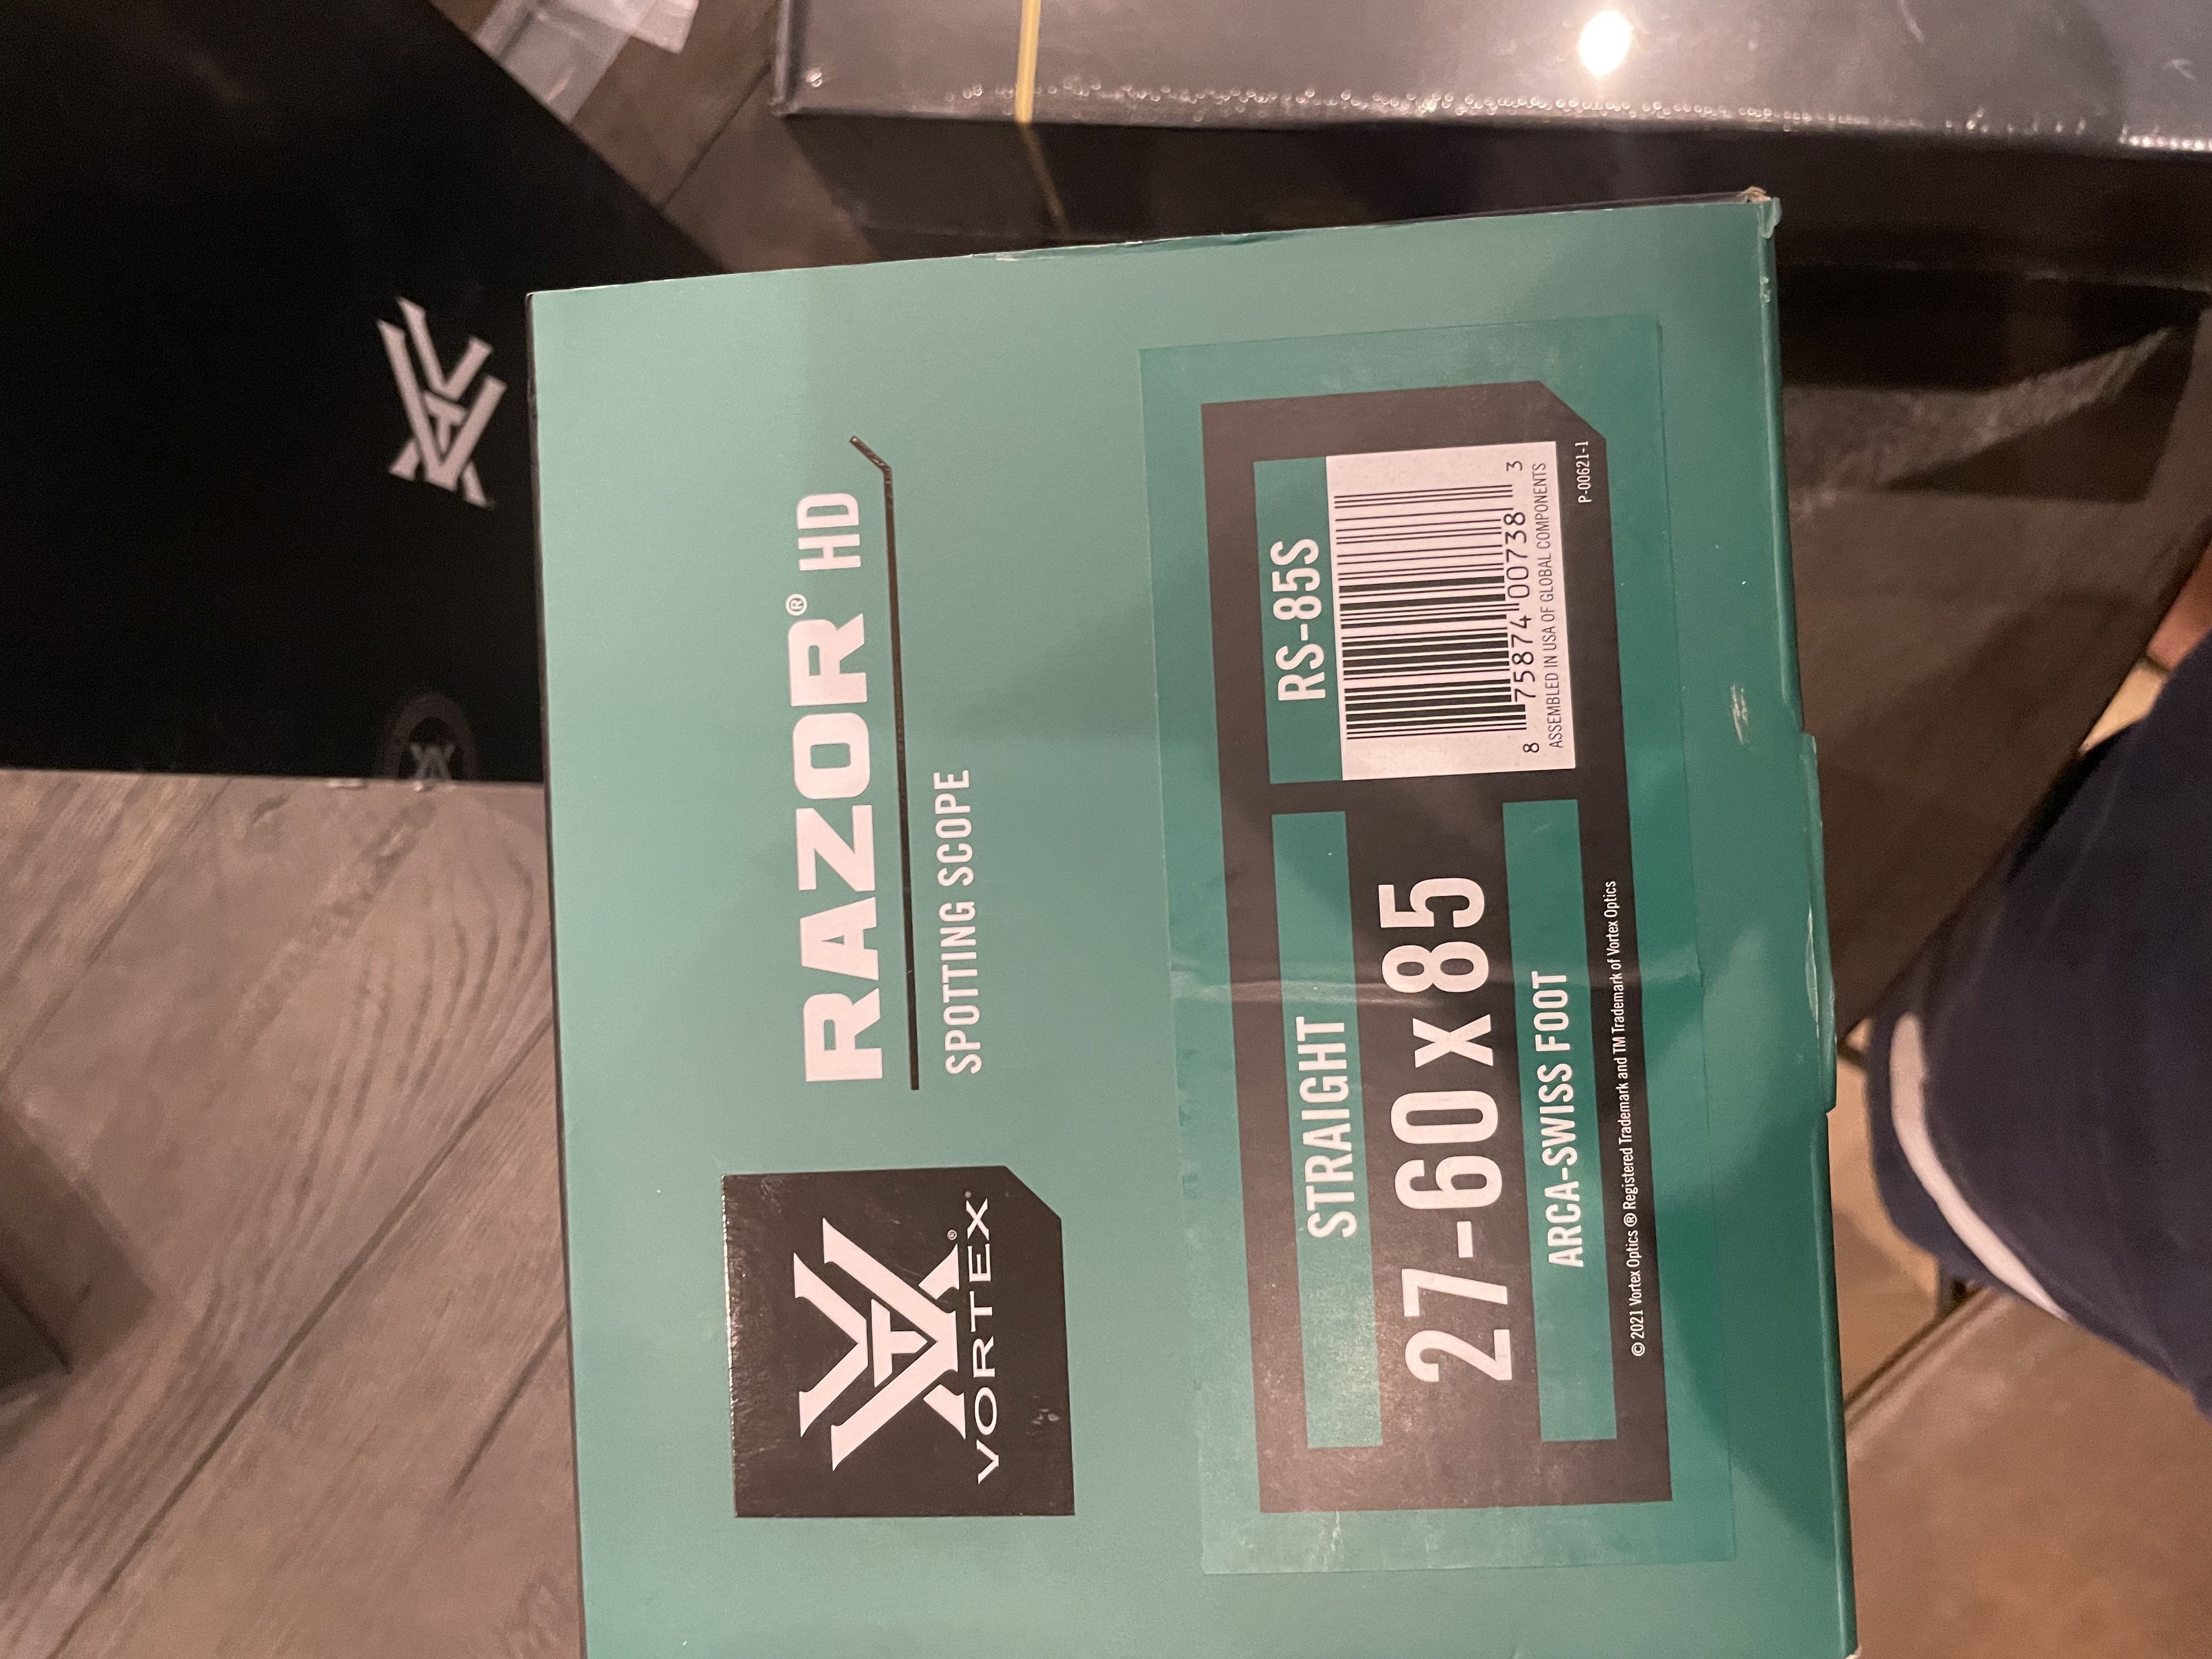 VORTEX®
RAZOR® HD
SPOTTING SCOPE
STRAIGHT
27-60 x 85
ARCA-SWISS FOOT
RS-85S
8 75874 00738 3
ASSEMBLED IN USA OF GLOBAL COMPONENTS
© 2021 Vortex Optics ® Registered Trademark and TM Trademark of Vortex Optics
P-00621-1